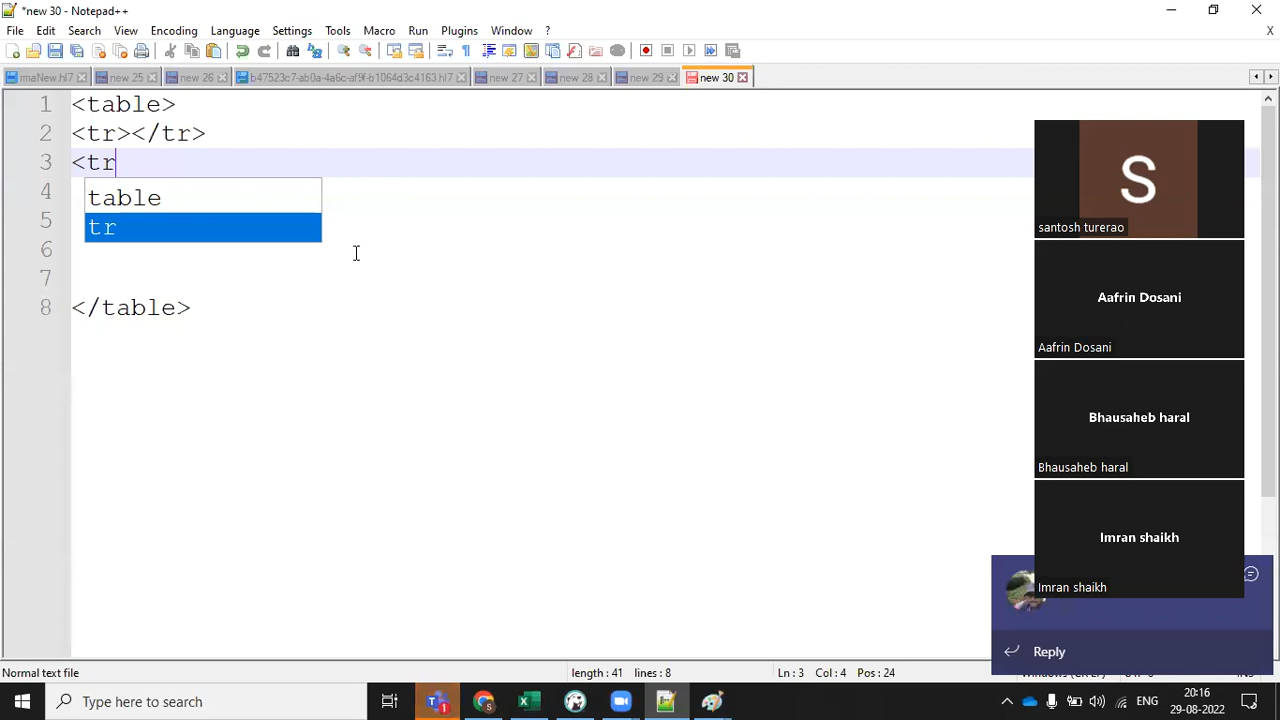 *new 30 - Notepad++
File Edit Search View Encoding Language Settings Tools Macro Run Plugins Window ? X
maNew.hl7 new 25 new 26 new 27 new 28 new 29 new 30
1 <table>
2 <tr></tr>
3 <tr
4 table
5 tr
6
7
8 </table>
S
santosh turerao
Aafrin Dosani
Aafrin Dosani
Bhausaheb haral
Bhausaheb haral
Imran shaikh
Imran shaikh
Reply
Normal text file length : 41 lines : 8 Ln : 3 Col : 4 Pos : 24
Type here to search ENG 20:16
29-08-2022